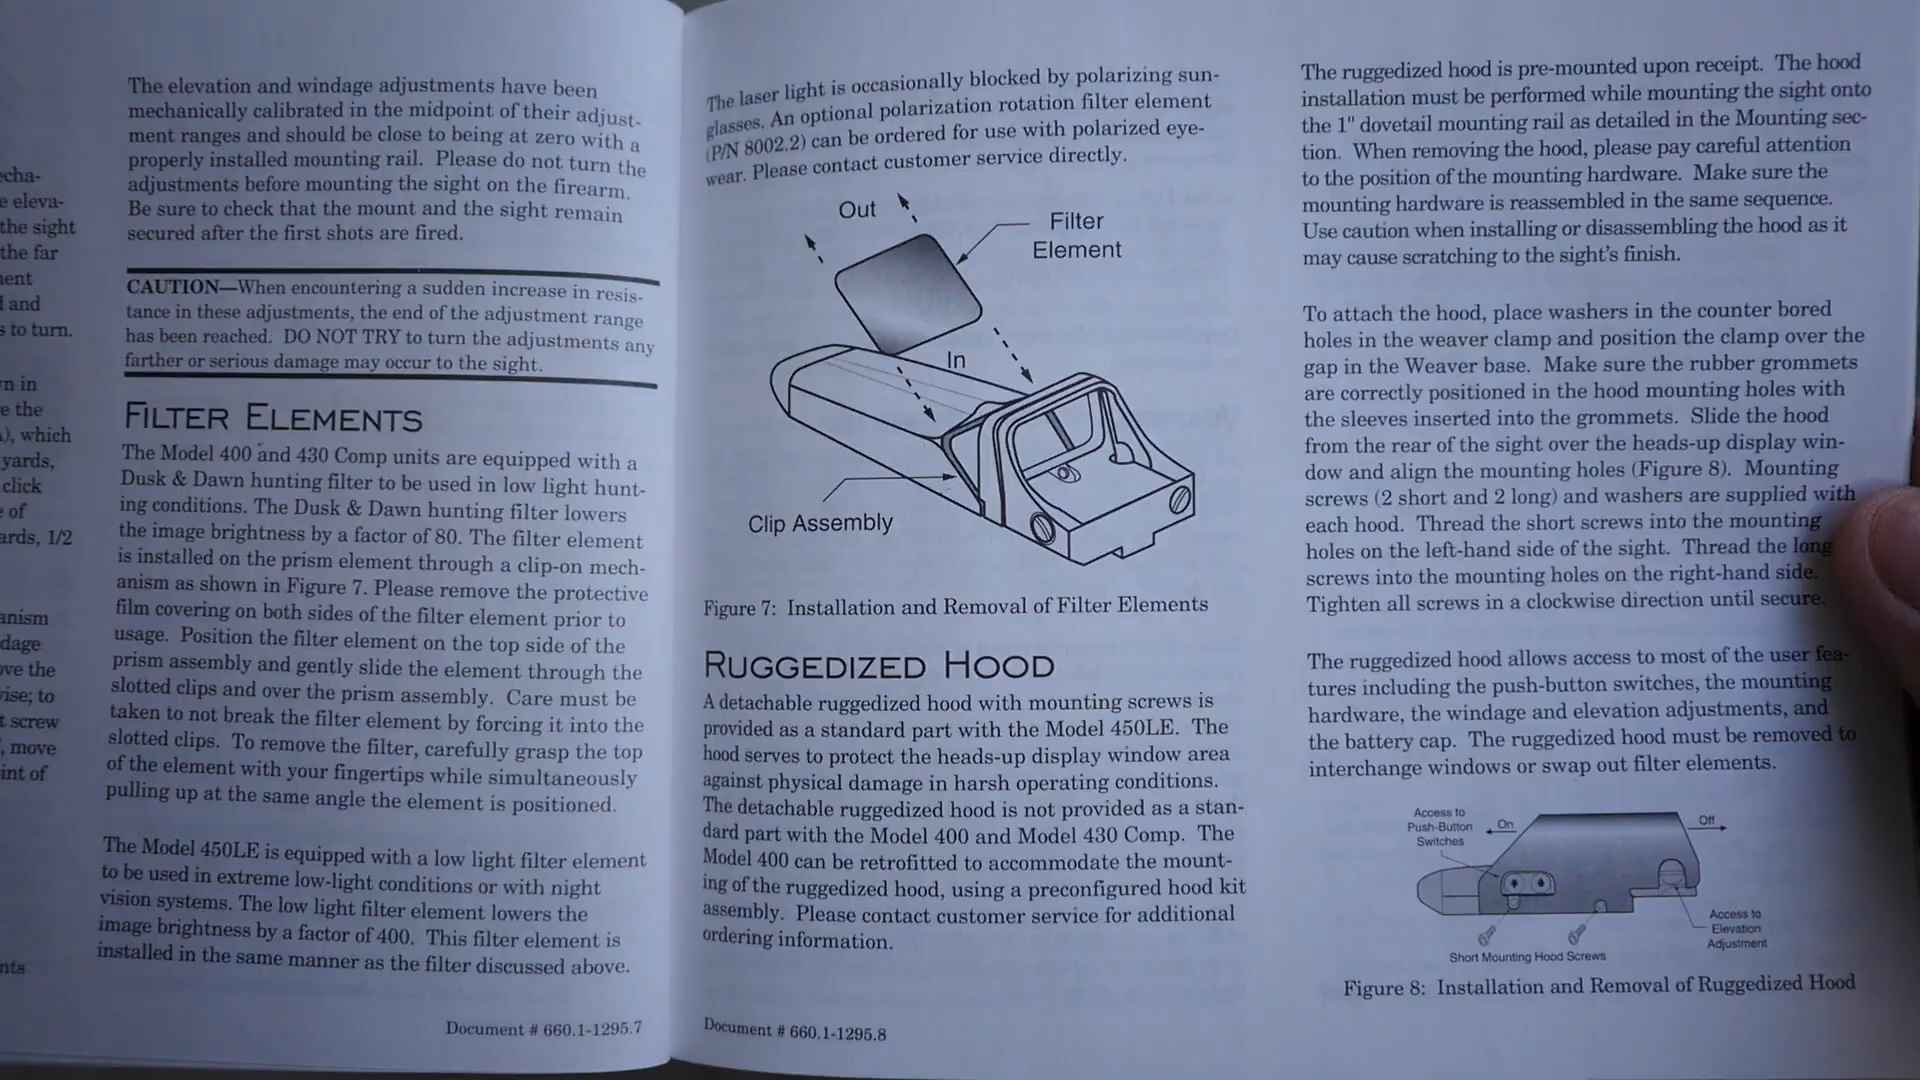 echa-
e eleva-
the sight
the far
and
s to turn.
n in
e the
), which
yards,
click
of
ards, 1/2
anism
dage
ve the
ise; to
t screw
, move
int of
nts
The elevation and windage adjustments have been
mechanically calibrated in the midpoint of their adjust-
ment ranges and should be close to being at zero with a
properly installed mounting rail. Please do not turn the
adjustments before mounting the sight on the firearm.
Be sure to check that the mount and the sight remain
secured after the first shots are fired.
CAUTION—When encountering a sudden increase in resis-
tance in these adjustments, the end of the adjustment range
has been reached. DO NOT TRY to turn the adjustments any
farther or serious damage may occur to the sight.
FILTER ELEMENTS
The Model 400 and 430 Comp units are equipped with a
Dusk & Dawn hunting filter to be used in low light hunt-
ing conditions. The Dusk & Dawn hunting filter lowers
the image brightness by a factor of 80. The filter element
is installed on the prism element through a clip-on mech-
anism as shown in Figure 7. Please remove the protective
film covering on both sides of the filter element prior to
usage. Position the filter element on the top side of the
prism assembly and gently slide the element through the
slotted clips and over the prism assembly. Care must be
taken to not break the filter element by forcing it into the
slotted clips. To remove the filter, carefully grasp the top
of the element with your fingertips while simultaneously
pulling up at the same angle the element is positioned.
The Model 450LE is equipped with a low light filter element
to be used in extreme low-light conditions or with night
vision systems. The low light filter element lowers the
image brightness by a factor of 400. This filter element is
installed in the same manner as the filter discussed above.
Document # 660.1-1295.7
The laser light is occasionally blocked by polarizing sun-
glasses. An optional polarization rotation filter element
(P/N 8002.2) can be ordered for use with polarized eye-
wear. Please contact customer service directly.
Out
Filter
Element
In
Clip Assembly
Figure 7: Installation and Removal of Filter Elements
RUGGEDIZED HOOD
A detachable ruggedized hood with mounting screws is
provided as a standard part with the Model 450LE. The
hood serves to protect the heads-up display window area
against physical damage in harsh operating conditions.
The detachable ruggedized hood is not provided as a stan-
dard part with the Model 400 and Model 430 Comp. The
Model 400 can be retrofitted to accommodate the mount-
ing of the ruggedized hood, using a preconfigured hood kit
assembly. Please contact customer service for additional
ordering information.
Document # 660.1-1295.8
The ruggedized hood is pre-mounted upon receipt. The hood
installation must be performed while mounting the sight onto
the 1" dovetail mounting rail as detailed in the Mounting sec-
tion. When removing the hood, please pay careful attention
to the position of the mounting hardware. Make sure the
mounting hardware is reassembled in the same sequence.
Use caution when installing or disassembling the hood as it
may cause scratching to the sight's finish.
To attach the hood, place washers in the counter bored
holes in the weaver clamp and position the clamp over the
gap in the Weaver base. Make sure the rubber grommets
are correctly positioned in the hood mounting holes with
the sleeves inserted into the grommets. Slide the hood
from the rear of the sight over the heads-up display win-
dow and align the mounting holes (Figure 8). Mounting
screws (2 short and 2 long) and washers are supplied with
each hood. Thread the short screws into the mounting
holes on the left-hand side of the sight. Thread the long
screws into the mounting holes on the right-hand side.
Tighten all screws in a clockwise direction until secure.
The ruggedized hood allows access to most of the user fea-
tures including the push-button switches, the mounting
hardware, the windage and elevation adjustments, and
the battery cap. The ruggedized hood must be removed to
interchange windows or swap out filter elements.
Access to
Push-Button
Switches
On
Off
Access to
Elevation
Adjustment
Short Mounting Hood Screws
Figure 8: Installation and Removal of Ruggedized Hood